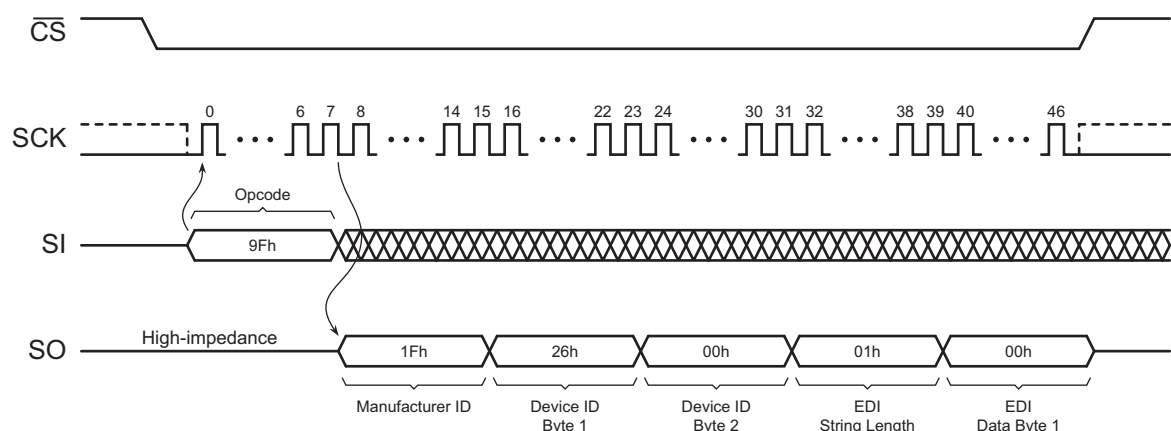 CS
SCK
0 6 7 8 14 15 16 22 23 24 30 31 32 38 39 40 46
Opcode
SI
9Fh
SO
High-impedance
1Fh 26h 00h 01h 00h
Manufacturer ID
Device ID
Byte 1
Device ID
Byte 2
EDI
String Length
EDI
Data Byte 1